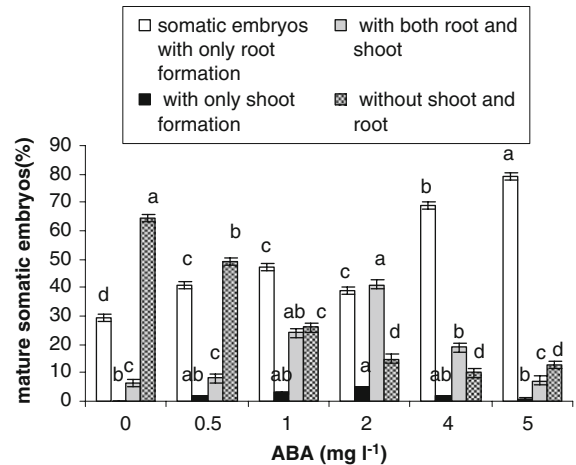 somatic embryos with only root formation
with both root and shoot
with only shoot formation
without shoot and root
mature somatic embryos(%)
90
80
70
60
50
40
30
20
10
0
d b c a
c ab c b
c ab ab c
c a a d
b ab b d
a b c d
0 0.5 1 2 4 5
ABA (mg l-1)